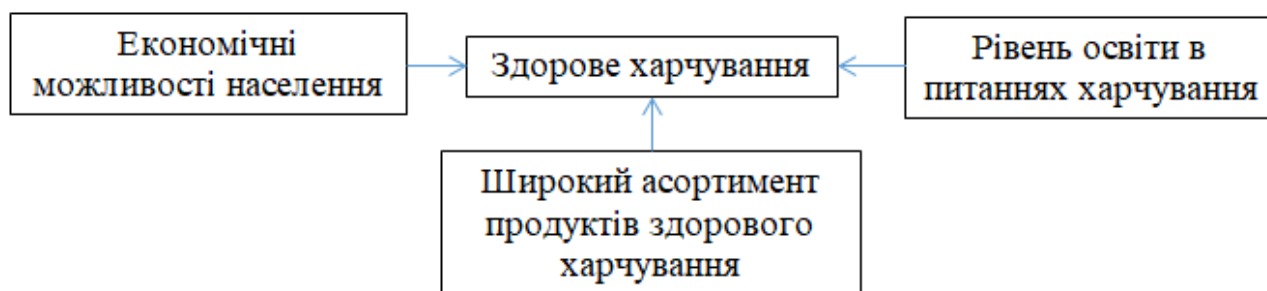 Економічні
можливості населення
Здорове харчування
Рівень освіти в
питаннях харчування
Широкий асортимент
продуктів здорового
харчування